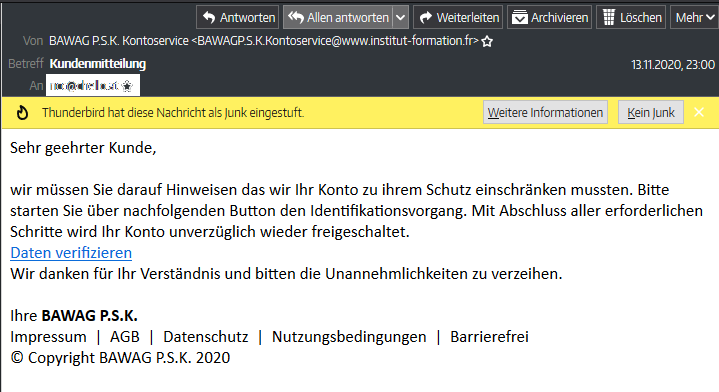 Antworten Allen antworten Weiterleiten Archivieren Löschen Mehr
Von BAWAG P.S.K. Kontoservice <BAWAGP.S.K.Kontoservice@www.institut-formation.fr>
Betreff Kundenmitteilung 13.11.2020, 23:00
An
Thunderbird hat diese Nachricht als Junk eingestuft. Weitere Informationen Kein Junk
Sehr geehrter Kunde,
wir müssen Sie darauf Hinweisen das wir Ihr Konto zu ihrem Schutz einschränken mussten. Bitte
starten Sie über nachfolgenden Button den Identifikationsvorgang. Mit Abschluss aller erforderlichen
Schritte wird Ihr Konto unverzüglich wieder freigeschaltet.
Daten verifizieren
Wir danken für Ihr Verständnis und bitten die Unannehmlichkeiten zu verzeihen.
Ihre BAWAG P.S.K.
Impressum | AGB | Datenschutz | Nutzungsbedingungen | Barrierefrei
© Copyright BAWAG P.S.K. 2020